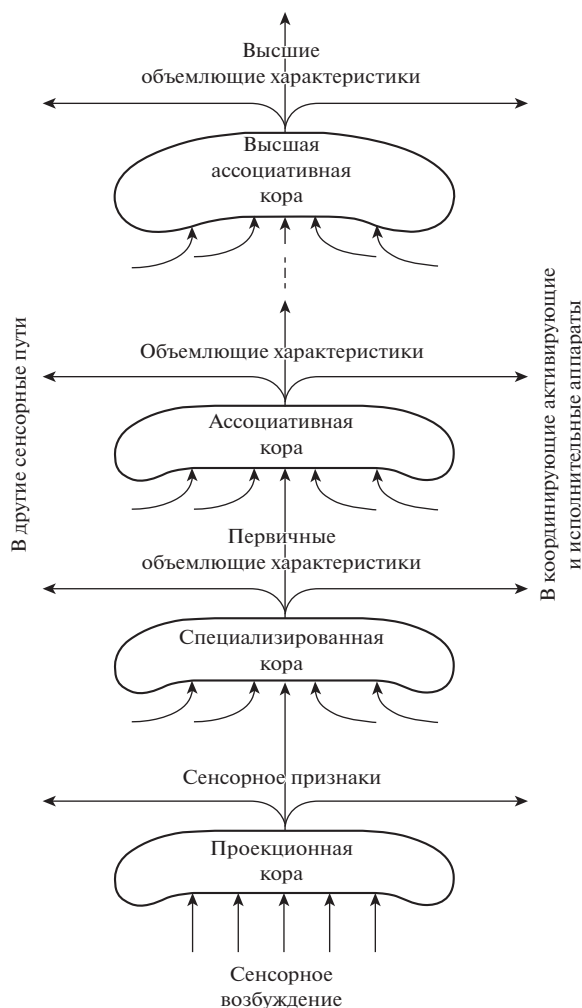 Высшие
объемлющие характеристики
Высшая
ассоциативная
кора
Объемлющие характеристики
Ассоциативная
кора
Первичные
объемлющие характеристики
Специализированная
кора
Сенсорное признаки
Проекционная
кора
Сенсорное
возбуждение
В другие сенсорные пути
В координирующие активирующие
и исполнительные аппараты